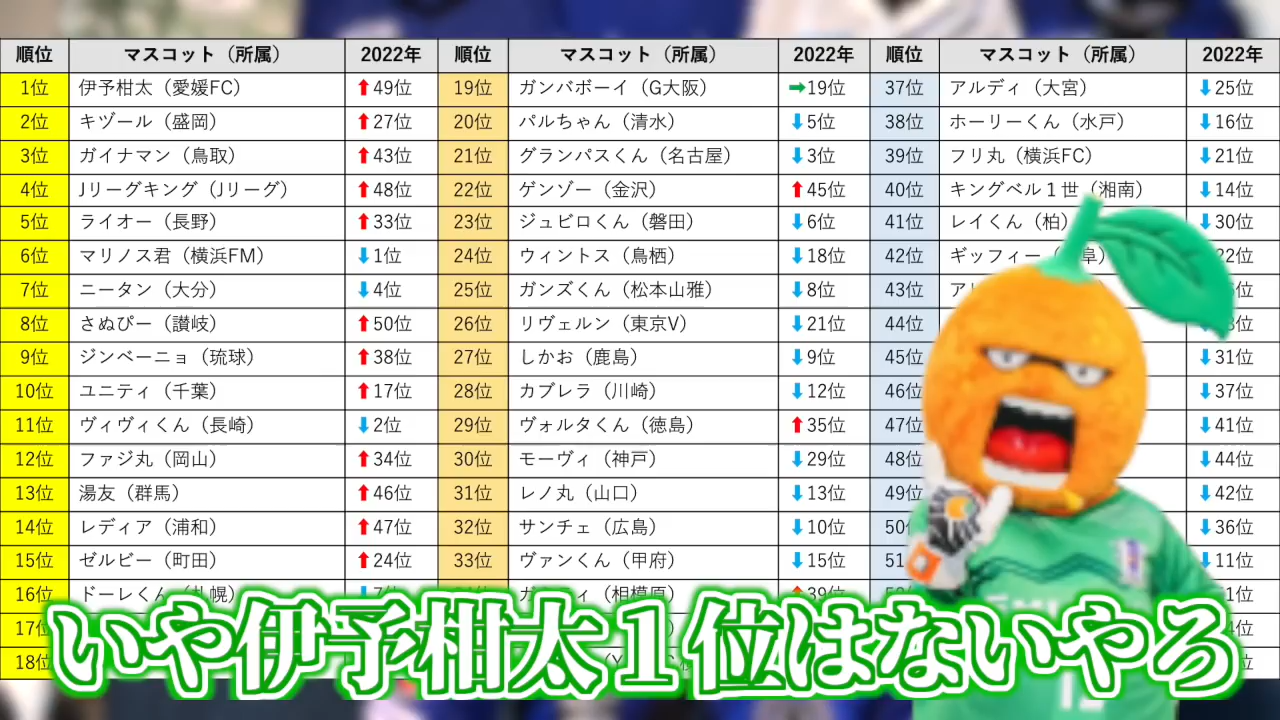 順位 マスコット（所属） 2022年 順位 マスコット（所属） 2022年 順位 マスコット（所属） 2022年
1位 伊予柑太（愛媛FC） ⬆49位 19位 ガンバボーイ（G大阪） ➡19位 37位 アルディ（大宮） ⬇25位
2位 キヅール（盛岡） ⬆27位 20位 パルちゃん（清水） ⬇5位 38位 ホーリーくん（水戸） ⬇16位
3位 ガイナマン（鳥取） ⬆43位 21位 グランパスくん（名古屋） ⬇3位 39位 フリ丸（横浜FC） ⬇21位
4位 Jリーグキング（Jリーグ） ⬆48位 22位 ゲンゾー（金沢） ⬆45位 40位 キングベル１世（湘南） ⬇14位
5位 ライオー（長野） ⬆33位 23位 ジュビロくん（磐田） ⬇6位 41位 レイくん（柏） ⬇30位
6位 マリノス君（横浜FM） ⬇1位 24位 ウィントス（鳥栖） ⬇18位 42位 ギッフィー 阜） 22位
7位 ニータン（大分） ⬇4位 25位 ガンズくん（松本山雅） ⬇8位 43位
8位 さぬぴー（讃岐） ⬆50位 26位 リヴェルン（東京V） ⬇21位 44位
9位 ジンベーニョ（琉球） ⬆38位 27位 しかお（鹿島） ⬇9位 45位 ⬇31位
10位 ユニティ（千葉） ⬆17位 28位 カブレラ（川崎） ⬇12位 46位 ⬇37位
11位 ヴィヴィくん（長崎） ⬇2位 29位 ヴォルタくん（徳島） ⬆35位 47位 ⬇41位
12位 ファジ丸（岡山） ⬆34位 30位 モーヴィ（神戸） ⬇29位 48位 ⬇44位
13位 湯友（群馬） ⬆46位 31位 レノ丸（山口） ⬇13位 49位 ⬇42位
14位 レディア（浦和） ⬆47位 32位 サンチェ（広島） ⬇10位 50 ⬇36位
15位 ゼルビー（町田） ⬆24位 33位 ヴァンくん（甲府） ⬇15位 51 ⬇11位
16位 ドーレくん（札幌） （相模原） 39位
17位
18位
いや伊予柑太１位はないやろ